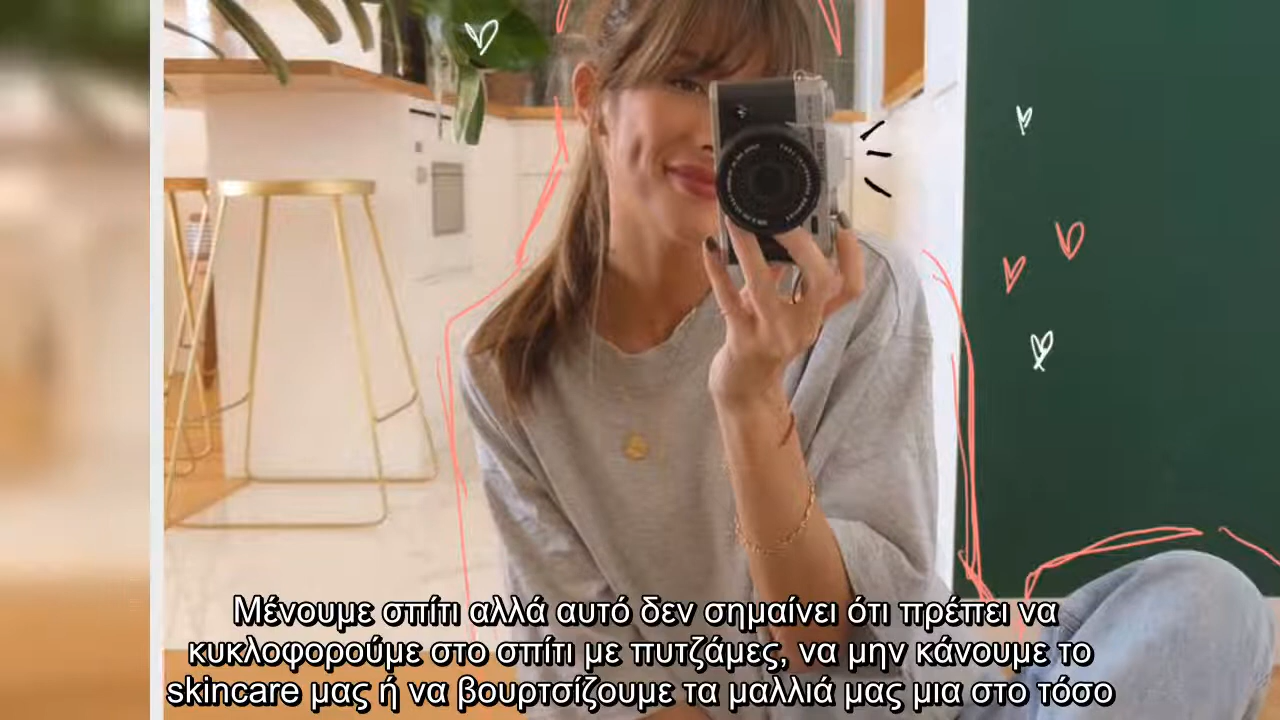 Μένουμε σπίτι αλλά αυτό δεν σημαίνει ότι πρέπει να
κυκλοφορούμε στο σπίτι με πυτζάμες, να μην κάνουμε το
skincare μας ή να βουρτσίζουμε τα μαλλιά μας μια στο τόσο